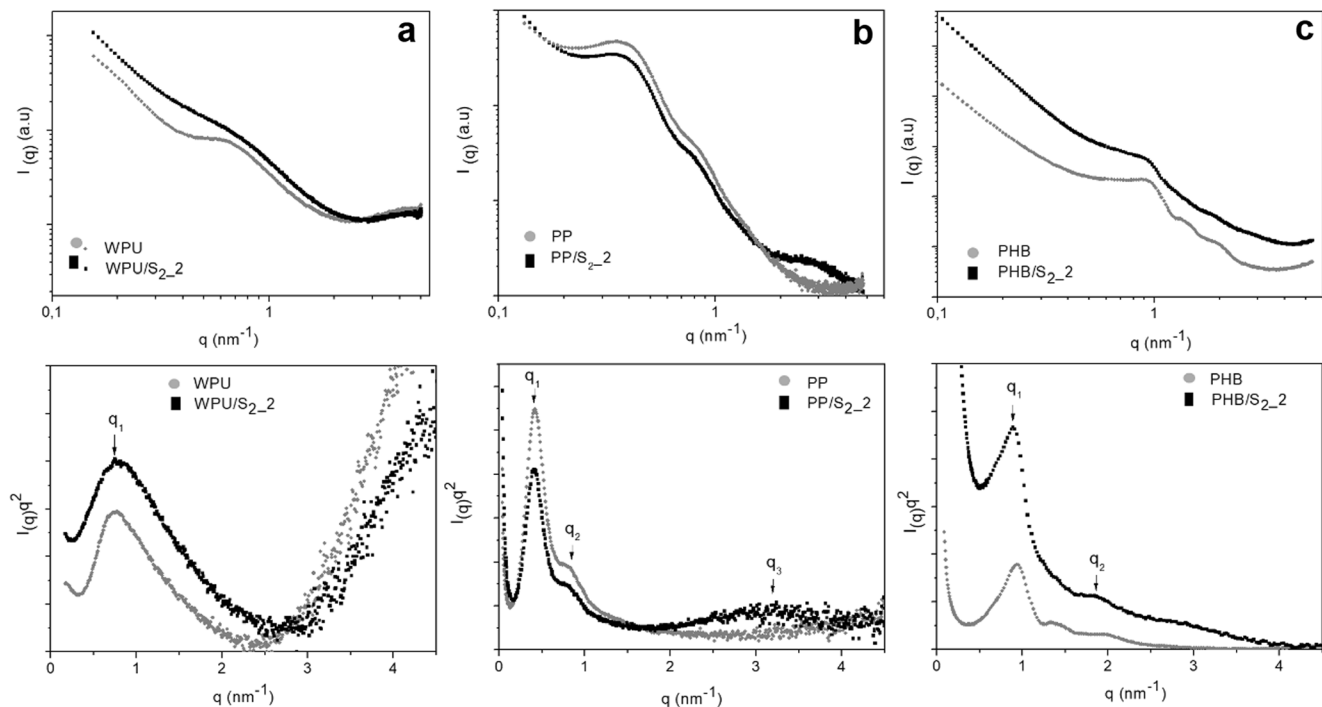 a
I (q) (a.u)
WPU
WPU/S2_2
0,1
1
q (nm-1)
b
I (q) (a.u)
PP
PP/S2_2
1
q (nm-1)
c
I (q) (a.u)
PHB
PHB/S2_2
0,1
1
q (nm-1)
WPU
WPU/S2_2
q1
I(q)q2
0
1
2
3
4
q (nm-1)
PP
PP/S2_2
q1
q2
q3
I(q)q2
0
1
2
3
4
q (nm-1)
PHB
PHB/S2_2
q1
q2
I(q)q2
0
1
2
3
4
q (nm-1)